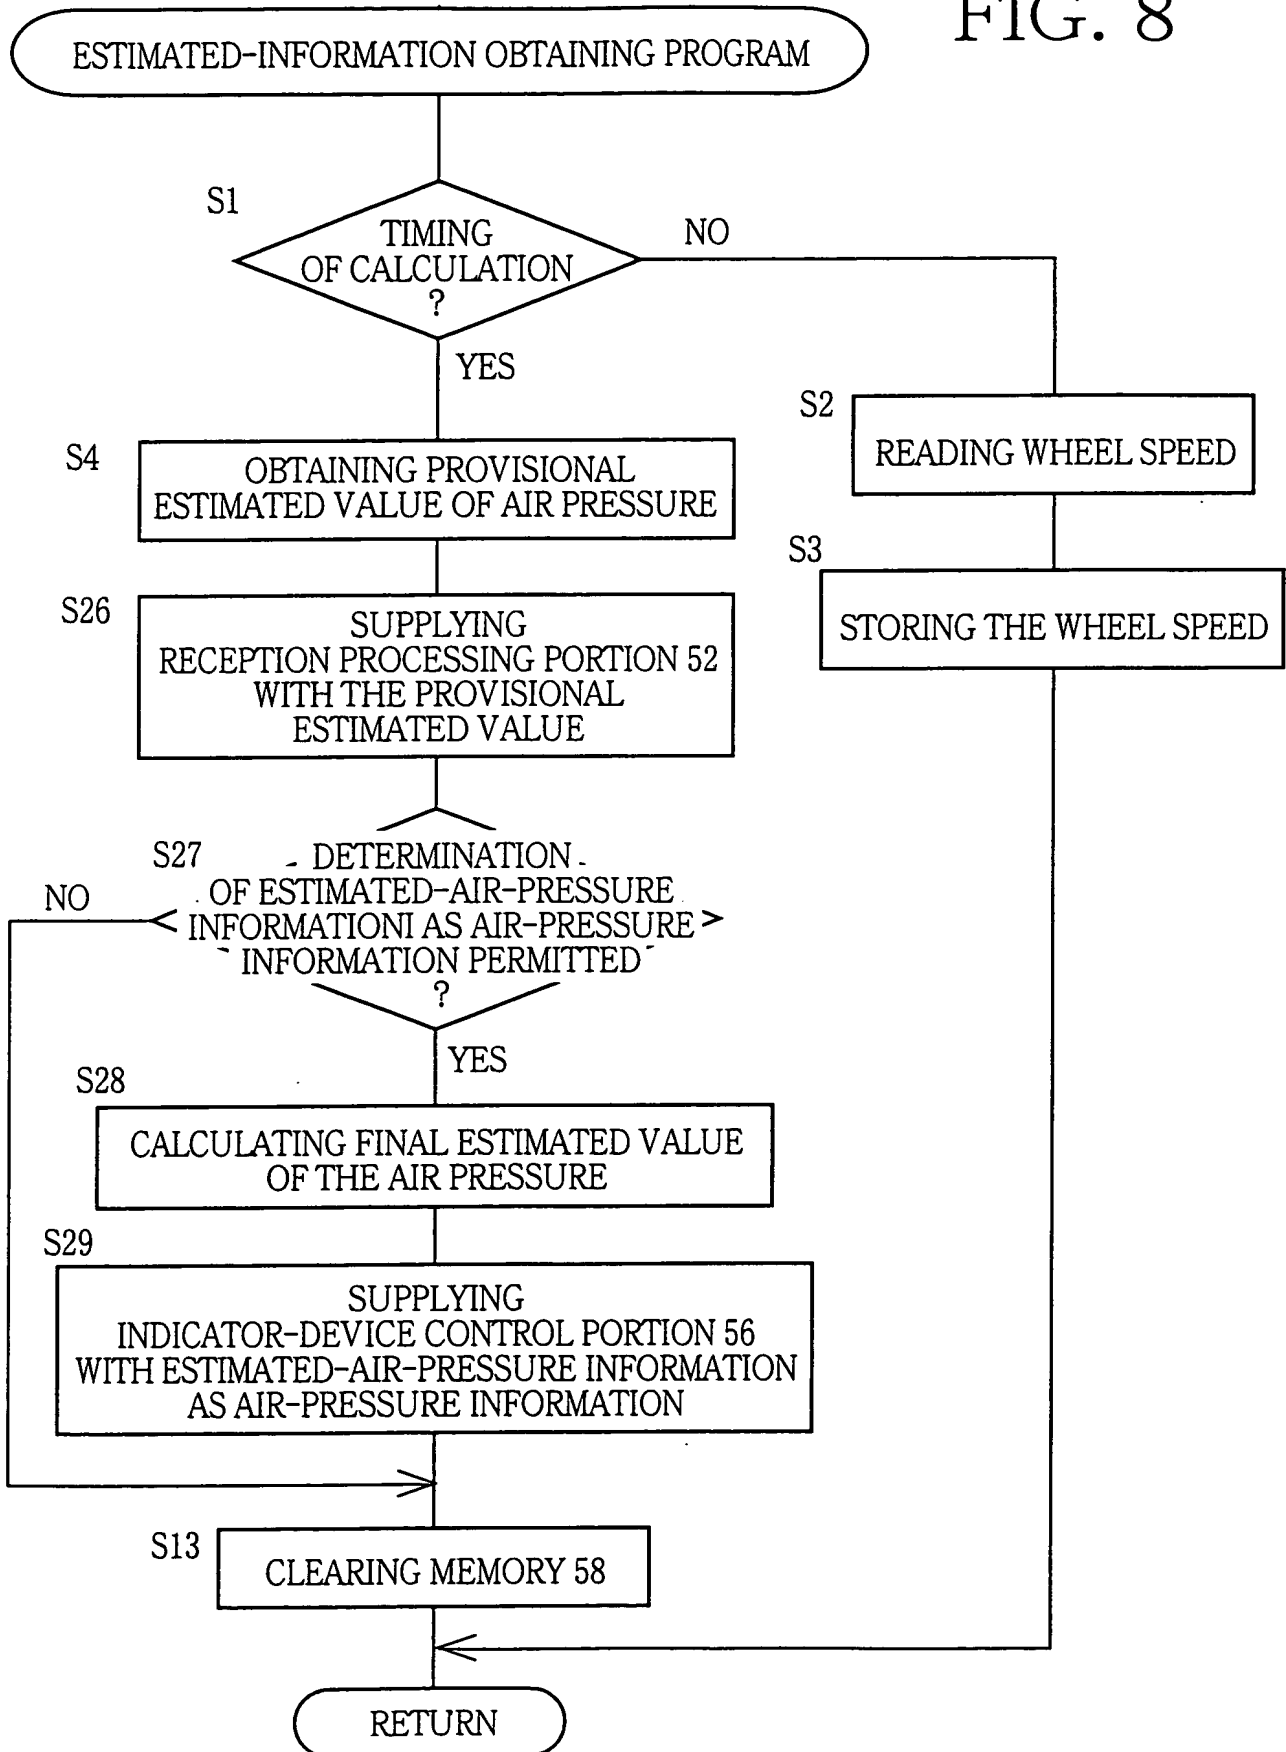 FIG. 8
ESTIMATED-INFORMATION OBTAINING PROGRAM
S1
TIMING
OF CALCULATION
?
NO
YES
S2
READING WHEEL SPEED
S3
STORING THE WHEEL SPEED
S4
OBTAINING PROVISIONAL
ESTIMATED VALUE OF AIR PRESSURE
S26
SUPPLYING
RECEPTION PROCESSING PORTION 52
WITH THE PROVISIONAL
ESTIMATED VALUE
S27
DETERMINATION
OF ESTIMATED-AIR-PRESSURE
INFORMATIONI AS AIR-PRESSURE
INFORMATION PERMITTED
?
NO
YES
S28
CALCULATING FINAL ESTIMATED VALUE
OF THE AIR PRESSURE
S29
SUPPLYING
INDICATOR-DEVICE CONTROL PORTION 56
WITH ESTIMATED-AIR-PRESSURE INFORMATION
AS AIR-PRESSURE INFORMATION
S13
CLEARING MEMORY 58
RETURN